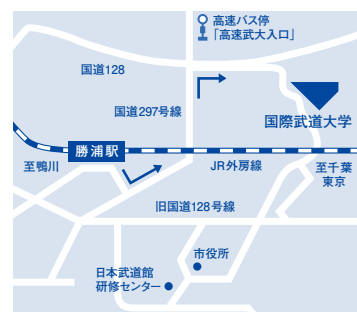 高速バス停
「高速武大入口」
国道128
国道297号線
国際武道大学
勝浦駅
至鴨川
JR外房線
至千葉
東京
旧国道128号線
市役所
日本武道館
研修センター